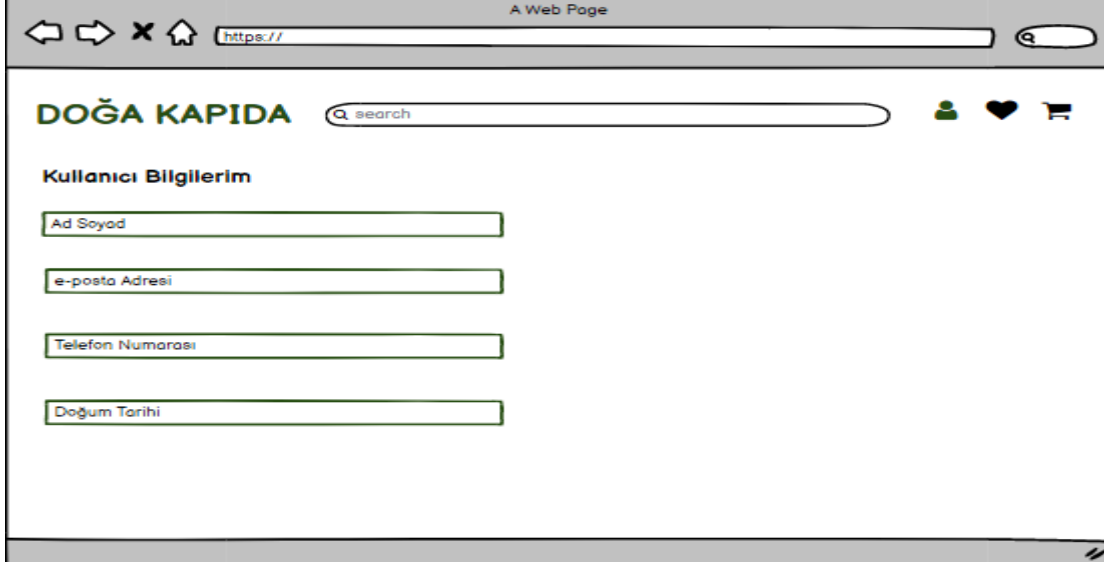 A Web Page
https://
DOĞA KAPIDA
search
Kullanıcı Bilgilerim
Ad Soyad
e-posta Adresi
Telefon Numarası
Doğum Tarihi